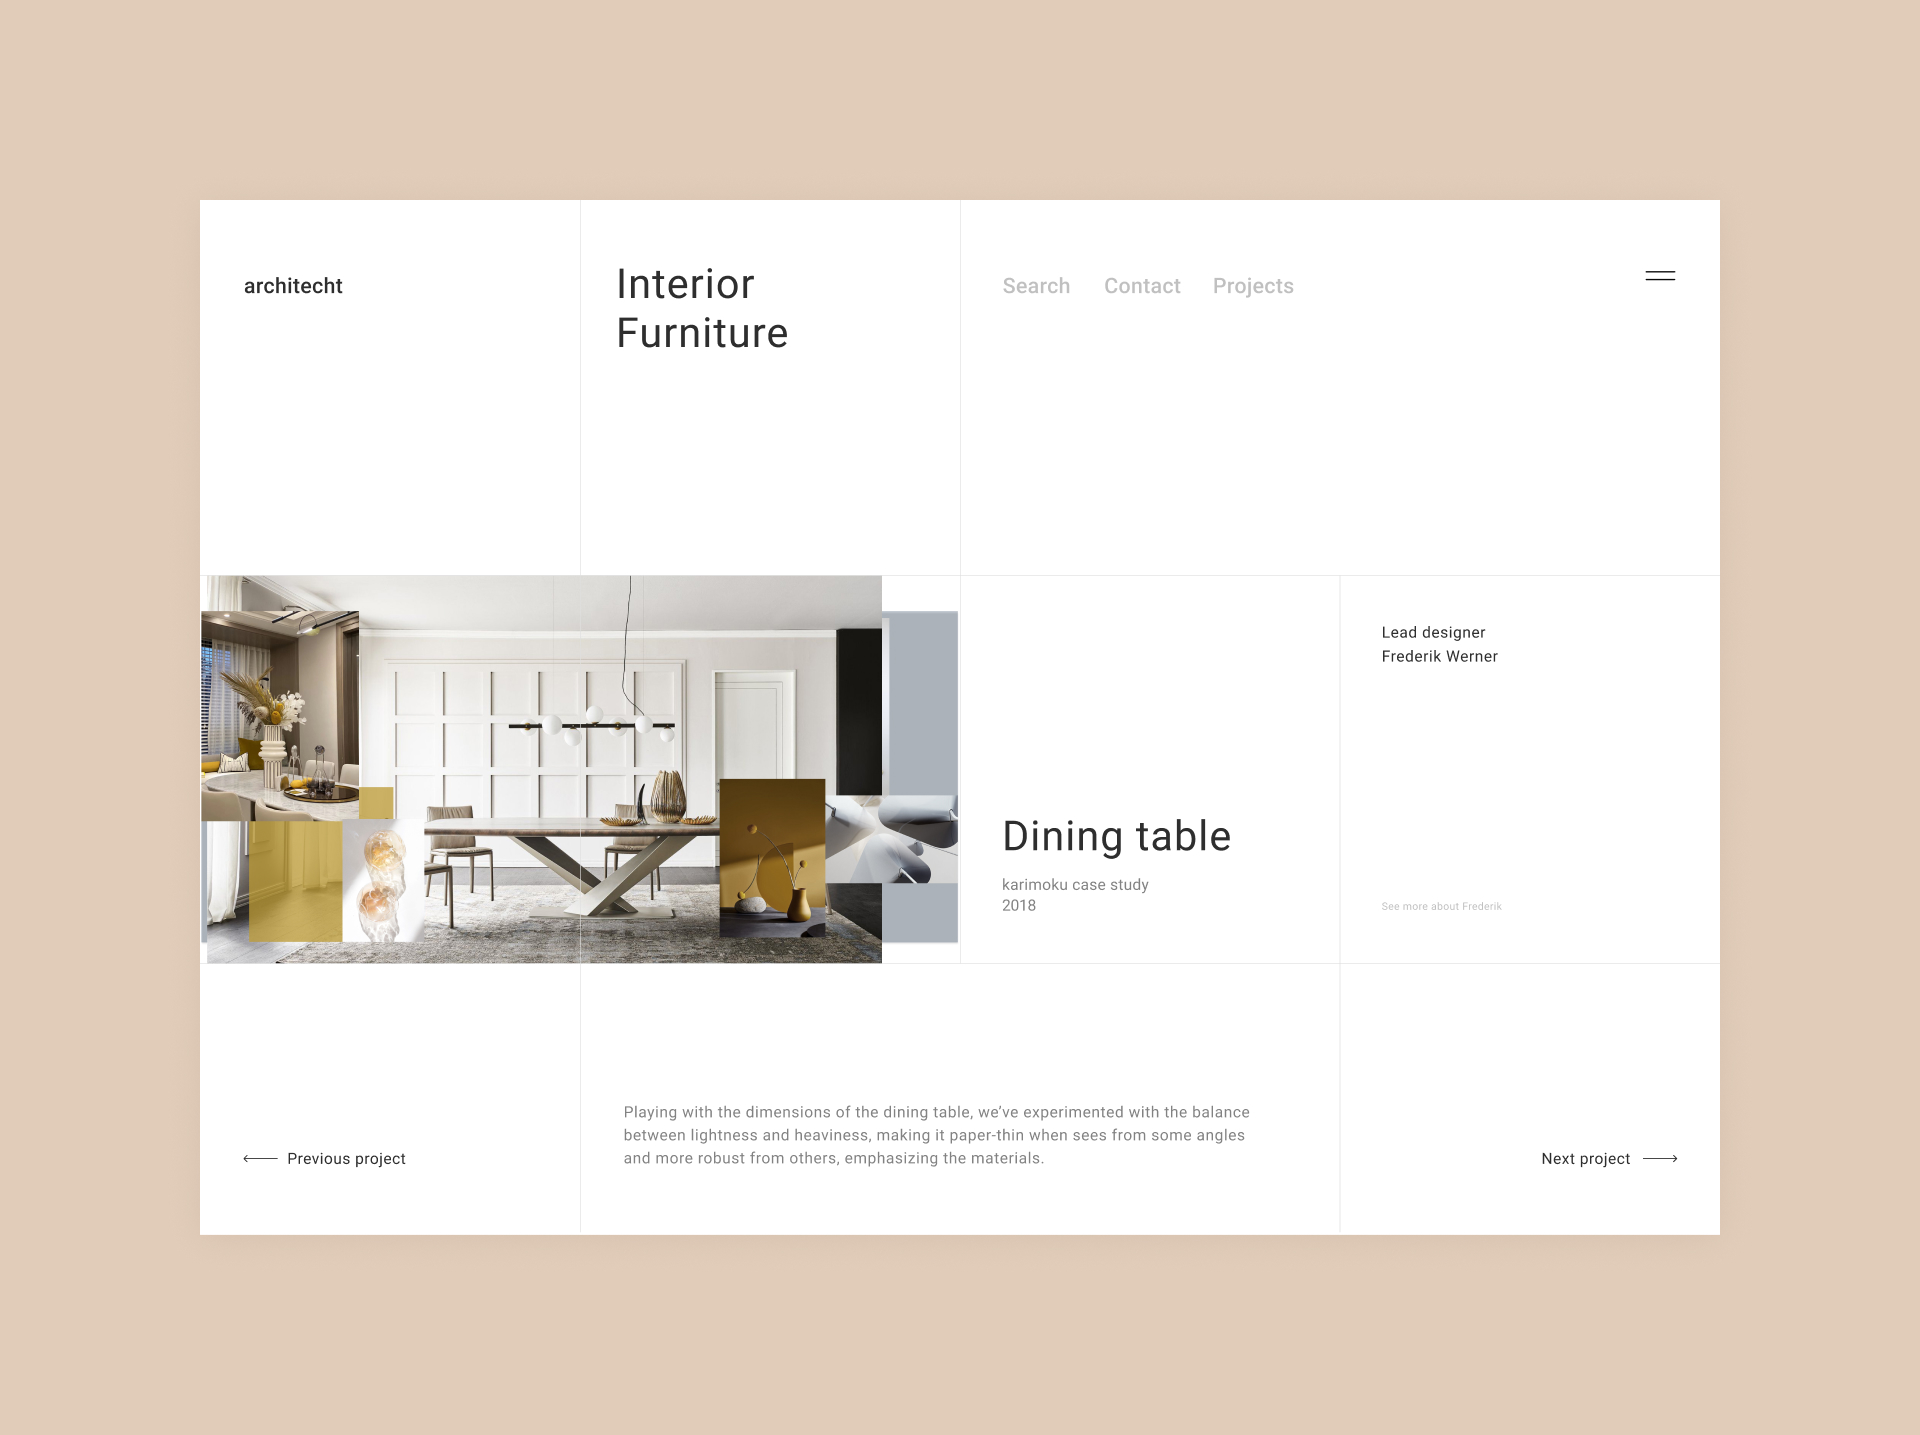 architecht
Interior
Furniture
Search Contact Projects
Lead designer
Frederik Werner
Dining table
karimoku case study
2018
See more about Frederik
Previous project
Playing with the dimensions of the dining table, we’ve experimented with the balance
between lightness and heaviness, making it paper-thin when sees from some angles
and more robust from others, emphasizing the materials.
Next project